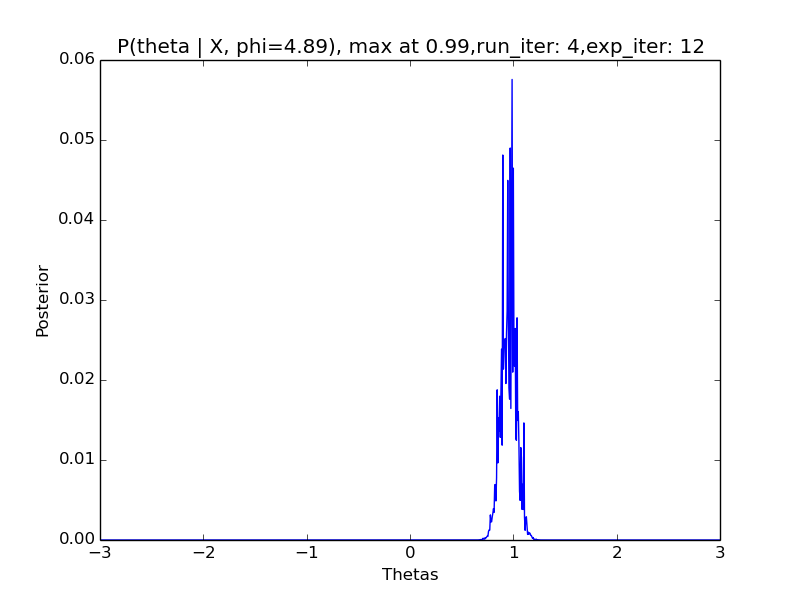 P(theta | X, phi=4.89), max at 0.99,run_iter: 4,exp_iter: 12
0.06
0.05
0.04
0.03
0.02
0.01
0.00
Posterior
−3 −2 −1 0 1 2 3
Thetas